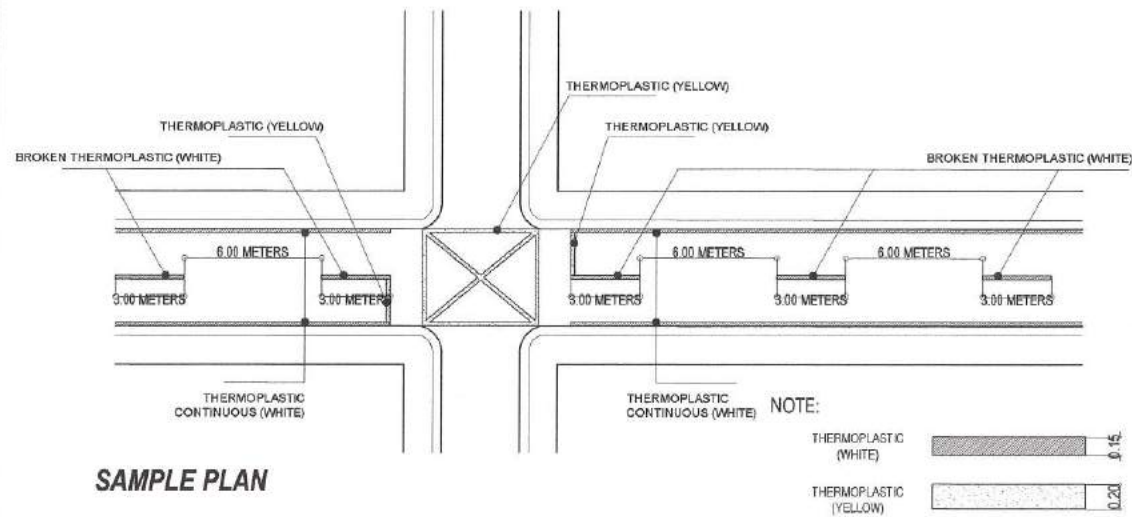 THERMOPLASTIC (YELLOW)
THERMOPLASTIC (YELLOW)
THERMOPLASTIC (YELLOW)
BROKEN THERMOPLASTIC (WHITE)
BROKEN THERMOPLASTIC (WHITE)
6.00 METERS
6.00 METERS
6.00 METERS
3.00 METERS
3.00 METERS
3.00 METERS
3.00 METERS
3.00 METERS
THERMOPLASTIC
CONTINUOUS (WHITE)
THERMOPLASTIC
CONTINUOUS (WHITE)
NOTE:
THERMOPLASTIC
(WHITE)
0.15
THERMOPLASTIC
(YELLOW)
0.20
SAMPLE PLAN